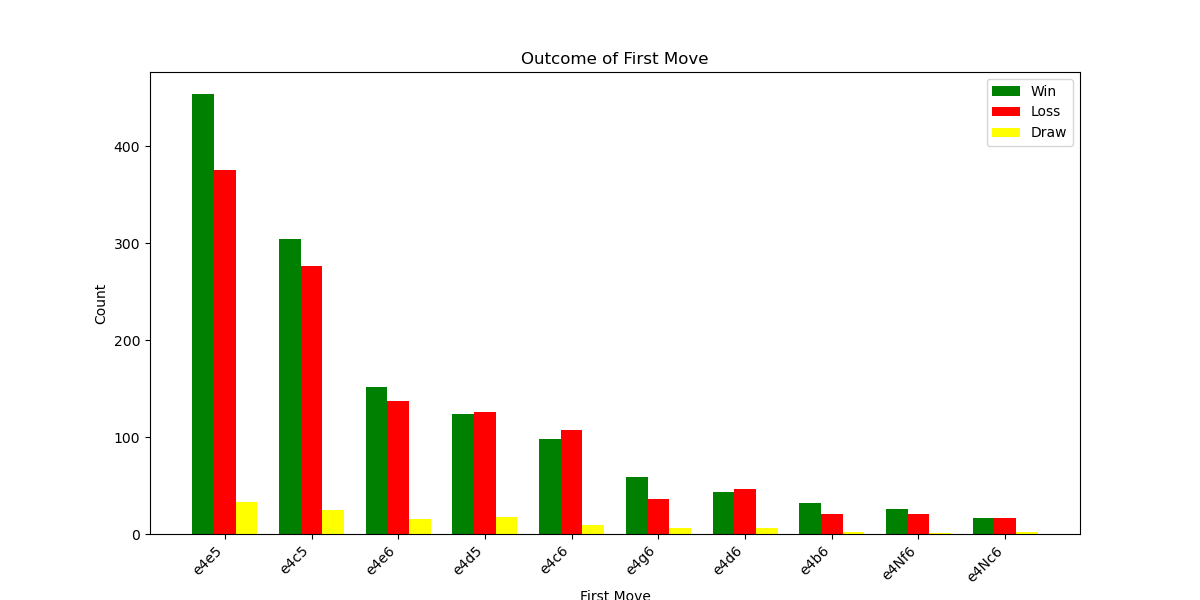 Outcome of First Move
Win
Loss
Draw
400
300
200
100
0
Count
e4e5
e4c5
e4e6
e4d5
e4c6
e4g6
e4d6
e4b6
e4Nf6
e4Nc6
First Move